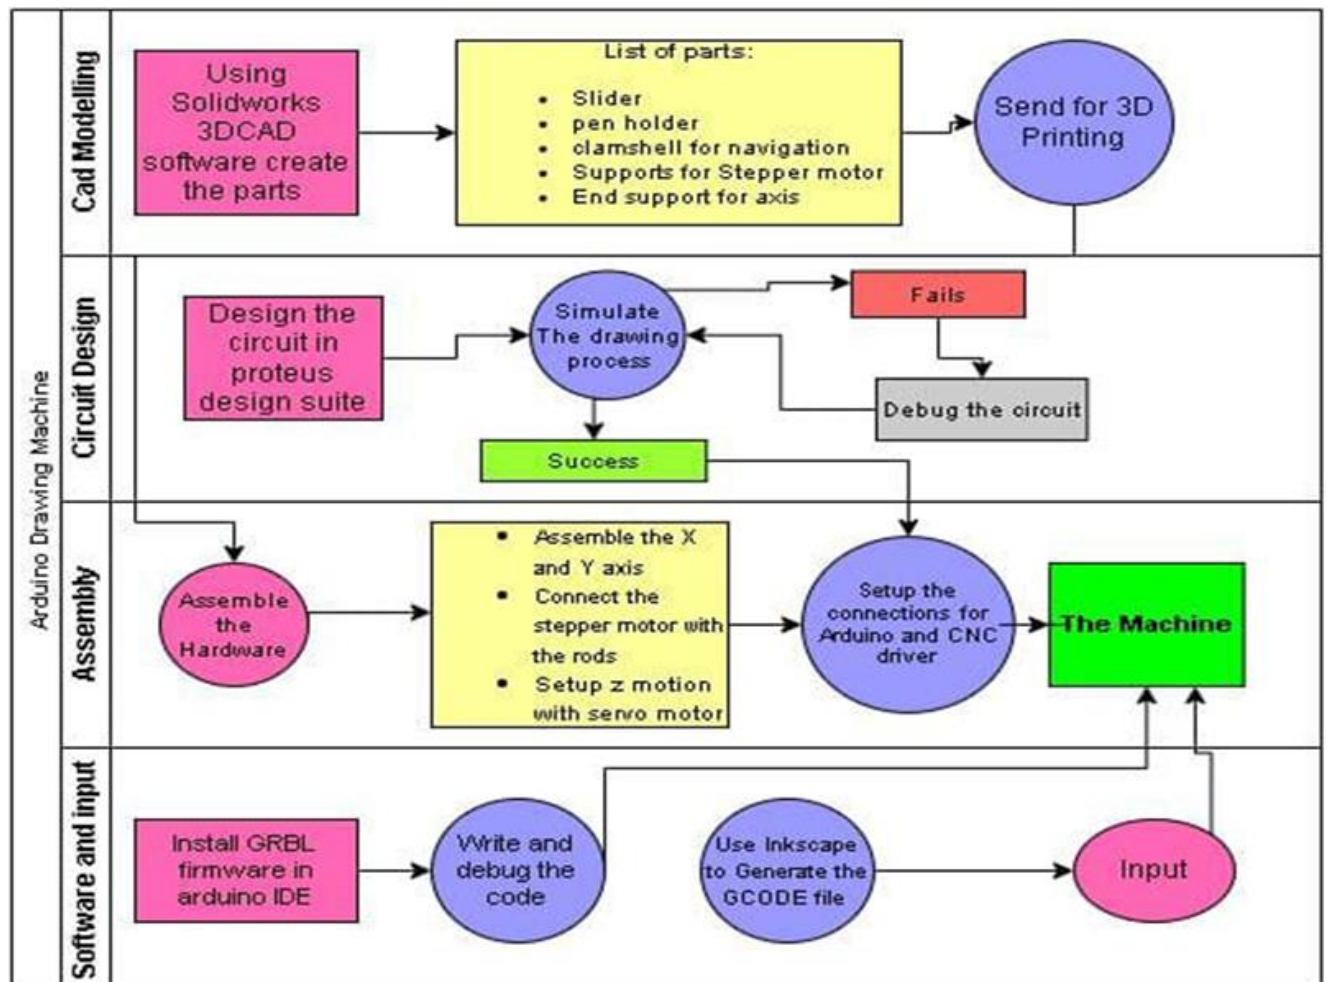 Arduino Drawing Machine
Cad Modelling
Using
Solidworks
3DCAD
software create
the parts
List of parts:
• Slider
• pen holder
• clamshell for navigation
• Supports for Stepper motor
• End support for axis
Send for 3D
Printing
Circuit Design
Design the
circuit in
proteus
design suite
Simulate
The drawing
process
Fails
Debug the circuit
Success
Assembly
Assemble
the
Hardware
• Assemble the X
and Y axis
• Connect the
stepper motor with
the rods
• Setup z motion
with servo motor
Setup the
connections for
Arduino and CNC
driver
The Machine
Software and input
Install GRBL
firmware in
arduino IDE
Write and
debug the
code
Use Inkscape
to Generate the
GCODE file
Input